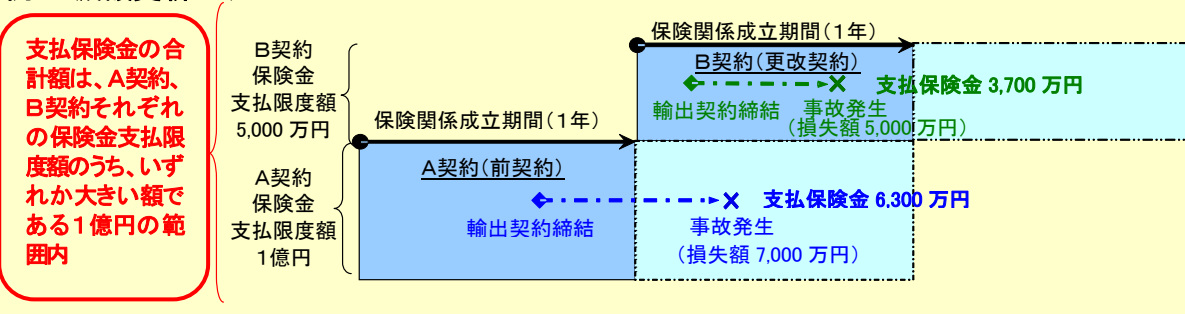 支払保険金の合
計額は、A契約、
B契約それぞれ
の保険金支払限
度額のうち、いず
れか大きい額で
ある1億円の範
囲内
B契約
保険金
支払限度額
5,000 万円
A契約
保険金
支払限度額
1億円
保険関係成立期間(1年)
B契約(更改契約)
支払保険金 3,700 万円
輸出契約締結
事故発生
(損失額 5,000 万円)
保険関係成立期間(1年)
A契約(前契約)
支払保険金 6,300 万円
輸出契約締結
事故発生
(損失額 7,000 万円)